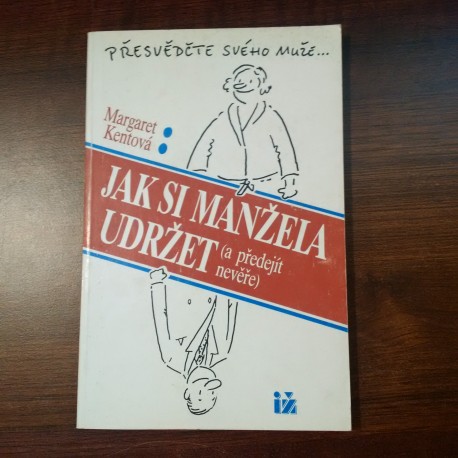 PŘESVĚDČTE SVÉHO MUŽE...
Margaret
Kentová:
JAK SI MANŽELA
UDRŽET (a předejít
nevěře)
iž